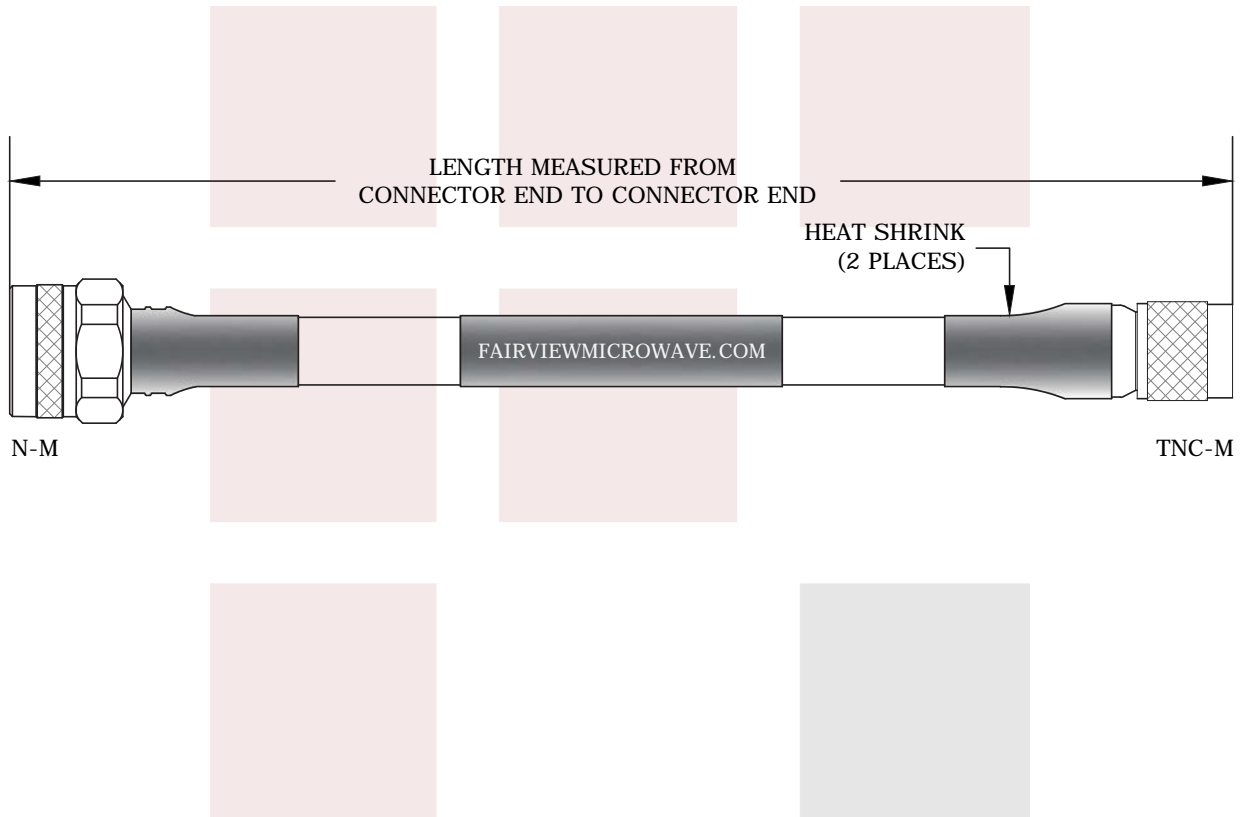 LENGTH MEASURED FROM
CONNECTOR END TO CONNECTOR END
HEAT SHRINK
(2 PLACES)
FAIRVIEWMICROWAVE.COM
N-M
TNC-M